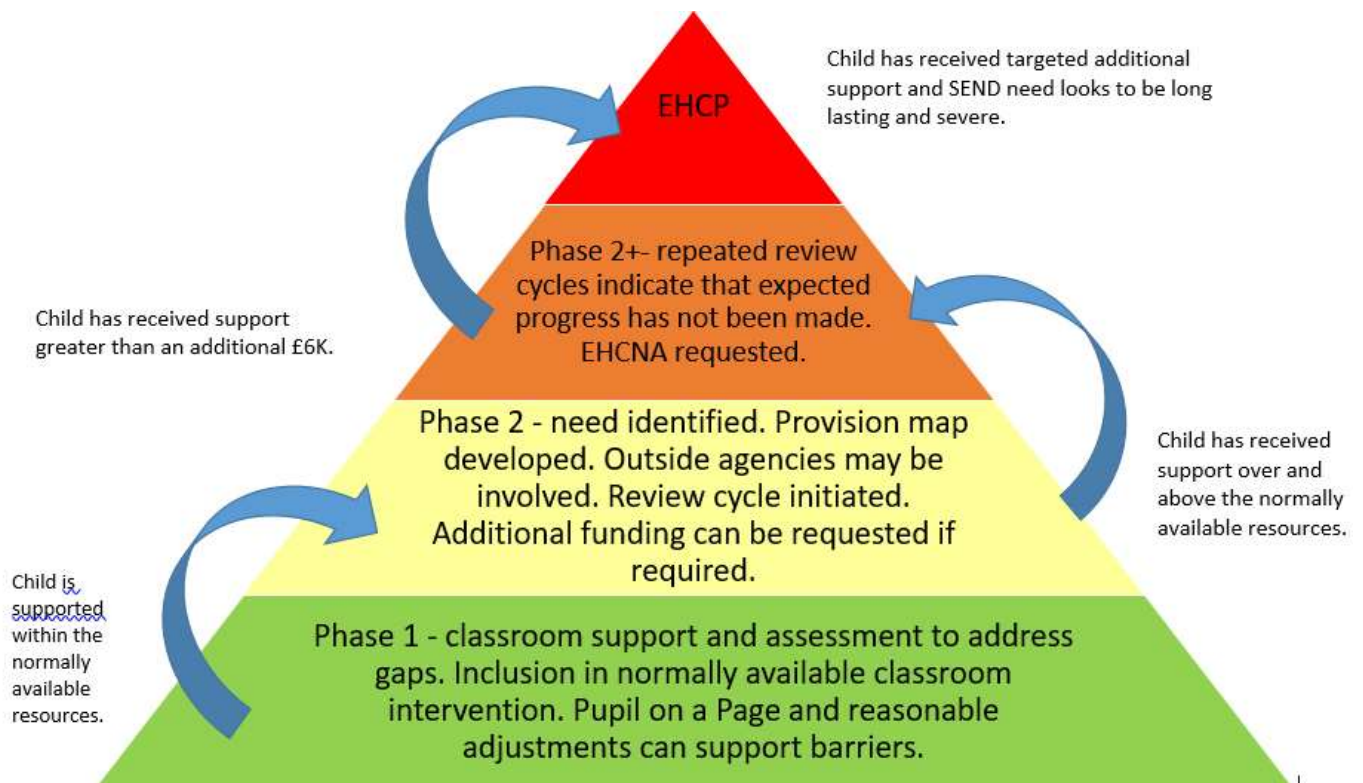 EHCP
Child has received targeted additional
support and SEND need looks to be long
lasting and severe.
Phase 2+- repeated review
cycles indicate that expected
progress has not been made.
EHCNA requested.
Child has received support
greater than an additional £6K.
Phase 2 - need identified. Provision map
developed. Outside agencies may be
involved. Review cycle initiated.
Additional funding can be requested if
required.
Child has received
support over and
above the normally
available resources.
Child is
supported
within the
normally
available
resources.
Phase 1 - classroom support and assessment to address
gaps. Inclusion in normally available classroom
intervention. Pupil on a Page and reasonable
adjustments can support barriers.